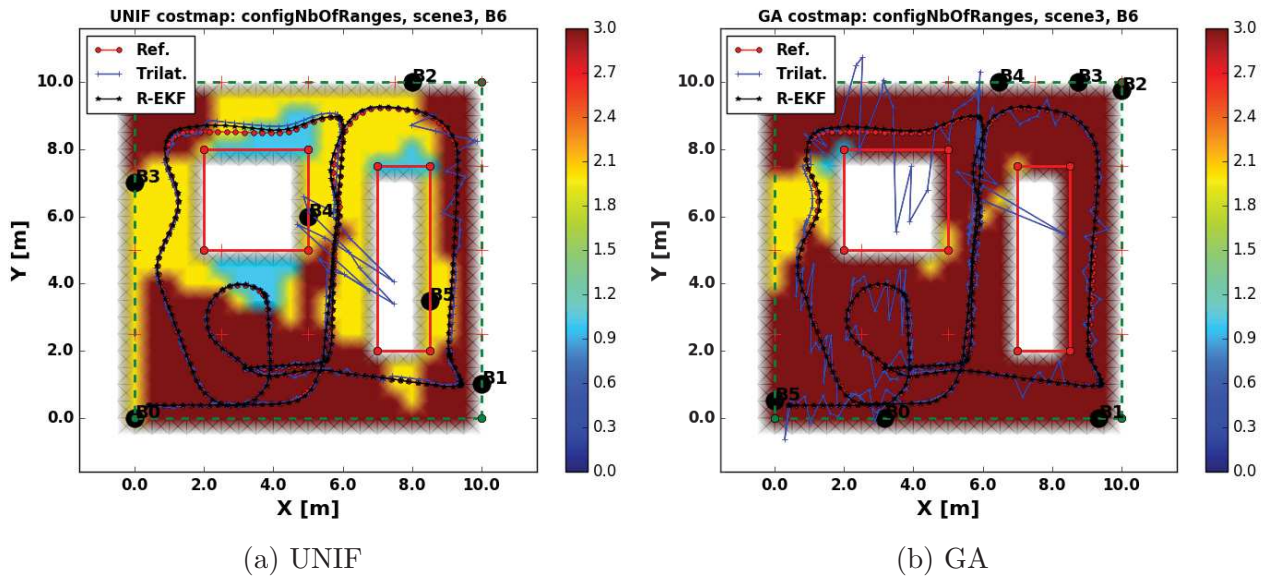 UNIF costmap: configNbOfRanges, scene3, B6
Ref.
Trilat.
R-EKF
B2
B3
B4
B5
B1
B0
10.0
8.0
6.0
4.0
2.0
0.0
Y [m]
0.0 2.0 4.0 6.0 8.0 10.0
X [m]
3.0
2.7
2.4
2.1
1.8
1.5
1.2
0.9
0.6
0.3
0.0
(a) UNIF
GA costmap: configNbOfRanges, scene3, B6
Ref.
Trilat.
R-EKF
B4
B3
B2
B5
B0
B1
10.0
8.0
6.0
4.0
2.0
0.0
Y [m]
0.0 2.0 4.0 6.0 8.0 10.0
X [m]
3.0
2.7
2.4
2.1
1.8
1.5
1.2
0.9
0.6
0.3
0.0
(b) GA